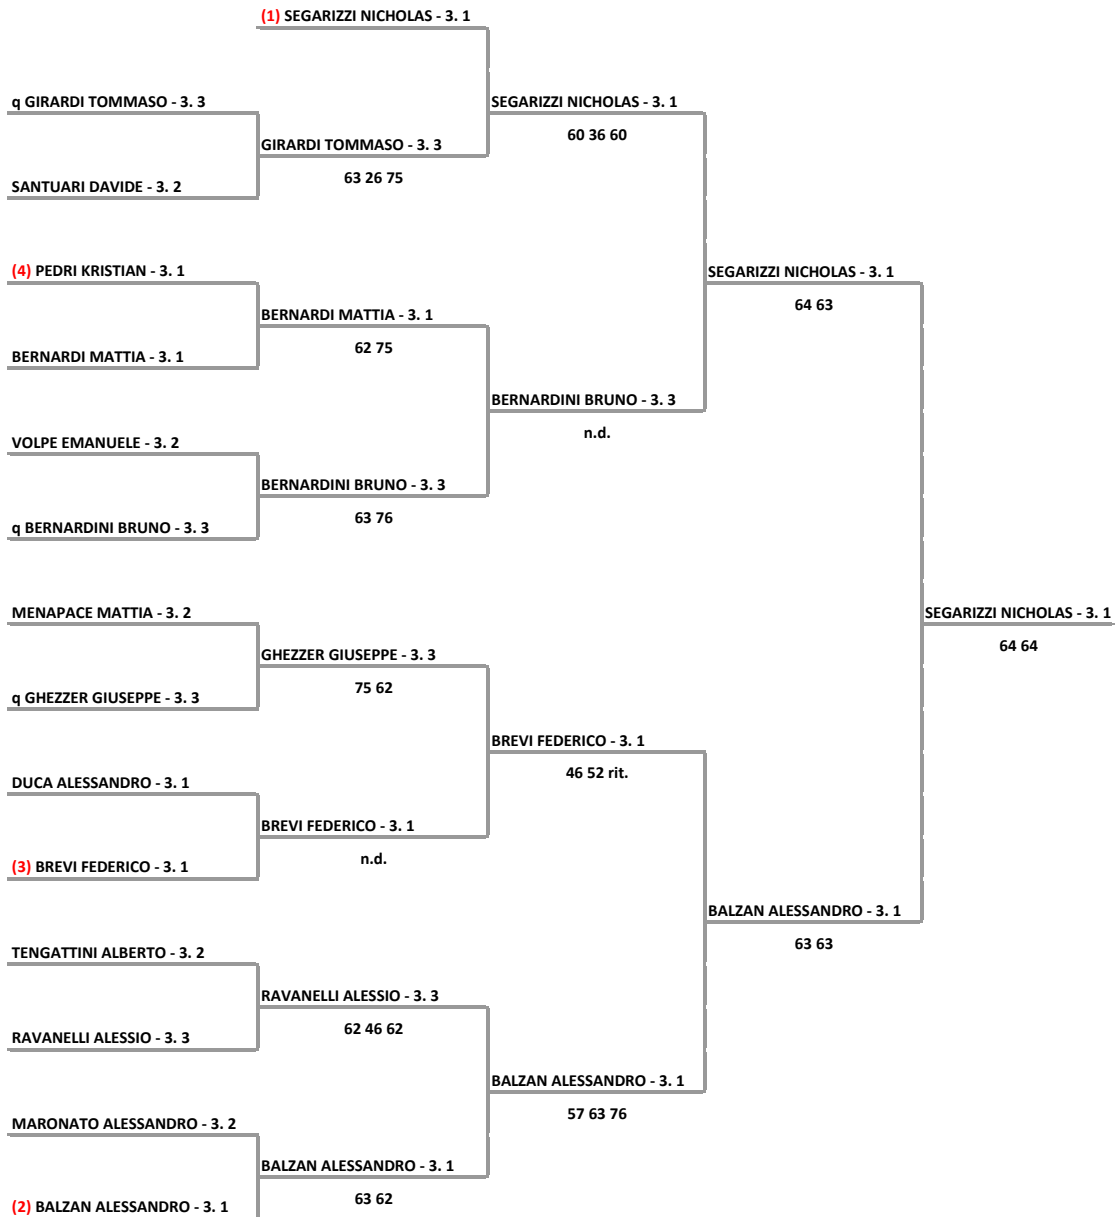 (1) SEGARIZZI NICHOLAS - 3. 1
q GIRARDI TOMMASO - 3. 3
SEGARIZZI NICHOLAS - 3. 1
60 36 60
GIRARDI TOMMASO - 3. 3
63 26 75
SANTUARI DAVIDE - 3. 2
(4) PEDRI KRISTIAN - 3. 1
SEGARIZZI NICHOLAS - 3. 1
64 63
BERNARDI MATTIA - 3. 1
62 75
BERNARDI MATTIA - 3. 1
BERNARDINI BRUNO - 3. 3
n.d.
VOLPE EMANUELE - 3. 2
BERNARDINI BRUNO - 3. 3
63 76
q BERNARDINI BRUNO - 3. 3
MENAPACE MATTIA - 3. 2
SEGARIZZI NICHOLAS - 3. 1
64 64
GHEZZER GIUSEPPE - 3. 3
75 62
q GHEZZER GIUSEPPE - 3. 3
BREVI FEDERICO - 3. 1
46 52 rit.
DUCA ALESSANDRO - 3. 1
BREVI FEDERICO - 3. 1
n.d.
(3) BREVI FEDERICO - 3. 1
BALZAN ALESSANDRO - 3. 1
63 63
TENGATTINI ALBERTO - 3. 2
RAVANELLI ALESSIO - 3. 3
62 46 62
RAVANELLI ALESSIO - 3. 3
BALZAN ALESSANDRO - 3. 1
57 63 76
MARONATO ALESSANDRO - 3. 2
BALZAN ALESSANDRO - 3. 1
63 62
(2) BALZAN ALESSANDRO - 3. 1